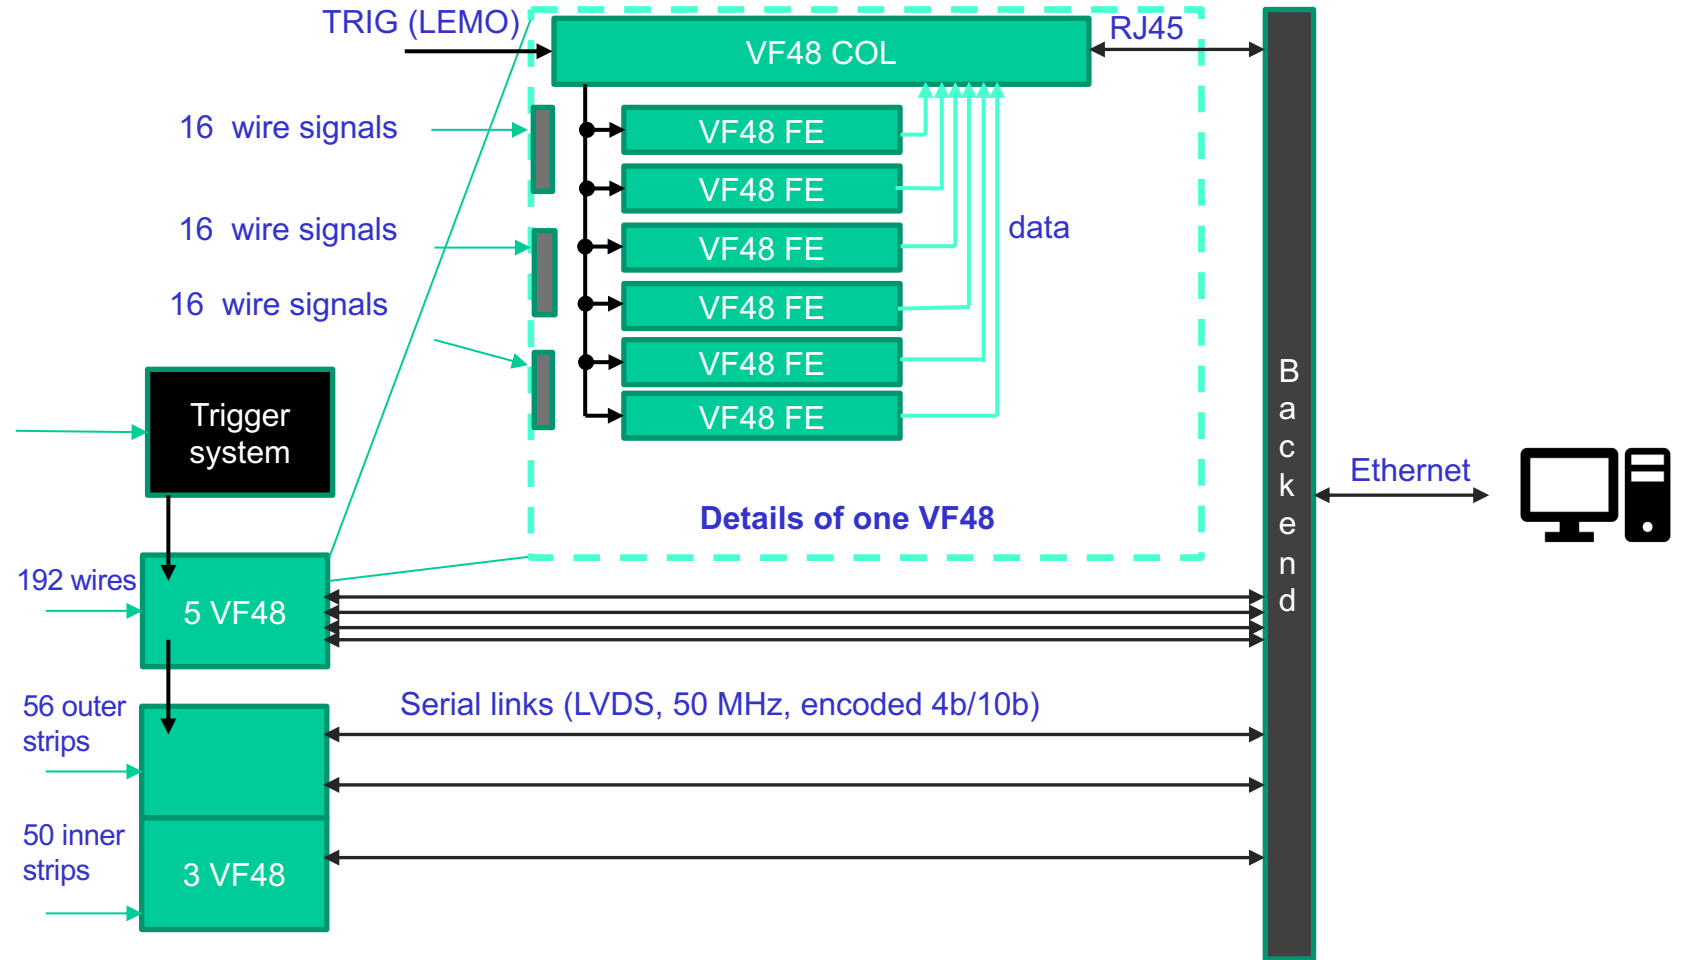 TRIG (LEMO)
VF48 COL
RJ45
16 wire signals
VF48 FE
VF48 FE
16 wire signals
VF48 FE
data
16 wire signals
VF48 FE
VF48 FE
VF48 FE
Trigger
system
Backend
Ethernet
Details of one VF48
192 wires
5 VF48
56 outer
strips
Serial links (LVDS, 50 MHz, encoded 4b/10b)
50 inner
strips
3 VF48